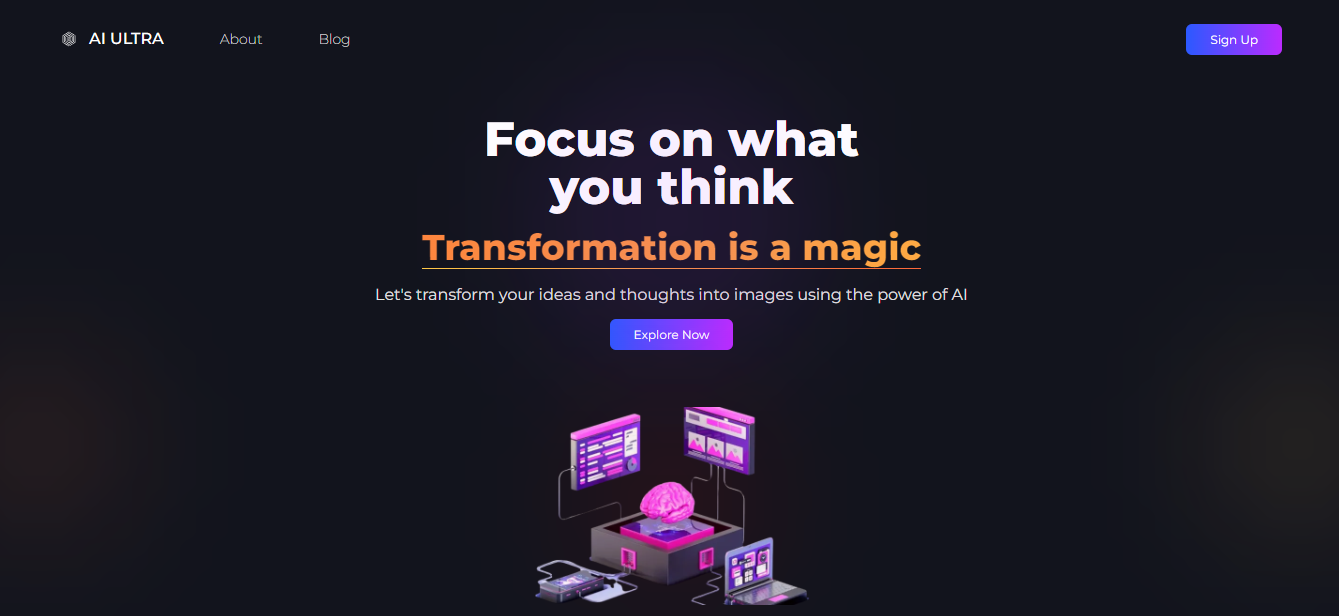 AI ULTRA
About
Blog
Sign Up
Focus on what
you think
Transformation is a magic
Let's transform your ideas and thoughts into images using the power of AI
Explore Now